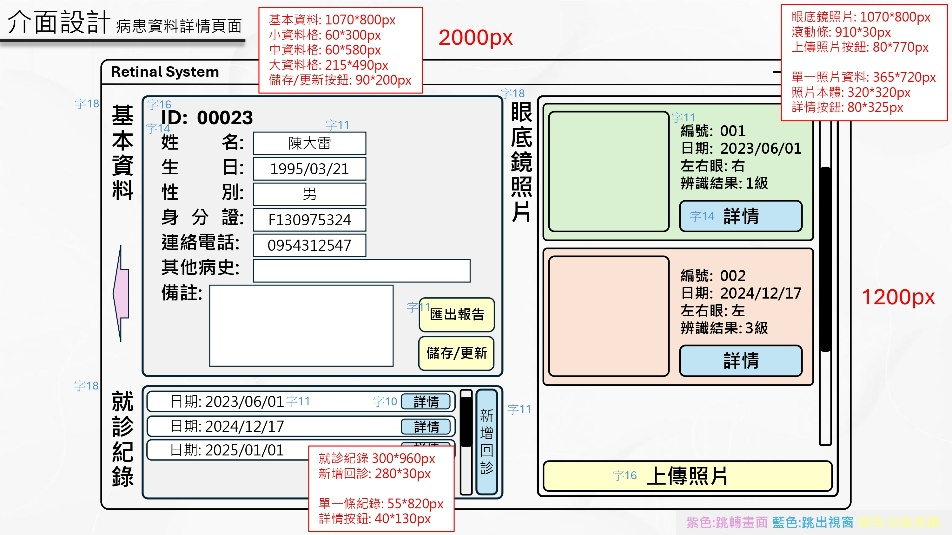 介面設計 病患資料詳情頁面
基本資料: 1070*800px
小資料格: 60*300px
中資料格: 60*580px
大資料格: 215*490px
儲存/更新按鈕: 90*200px
2000px
眼底鏡照片: 1070*800px
滾動條: 910*30px
上傳照片按鈕: 80*770px
單一照片資料: 365*720px
照片本體: 320*320px
詳情按鈕: 80*325px
Retinal System
字18
基本資料
字16
ID: 00023
字14
字11
姓名: 陳大雷
生日: 1995/03/21
性別: 男
身分證: F130975324
連絡電話: 0954312547
其他病史:
備註:
字11
匯出報告
儲存/更新
字18
眼底鏡照片
字11
編號: 001
日期: 2023/06/01
左右眼: 右
辨識結果: 1級
字14 詳情
編號: 002
日期: 2024/12/17
左右眼: 左
辨識結果: 3級
詳情
1200px
字18
就診紀錄
日期: 2023/06/01 字11 字10 詳情
日期: 2024/12/17 詳情
日期: 2025/01/01
新增回診
字11
就診紀錄 300*960px
新增回診: 280*30px
單一條紀錄: 55*820px
詳情按鈕: 40*130px
字16 上傳照片
紫色:跳轉畫面 藍色:跳出視窗